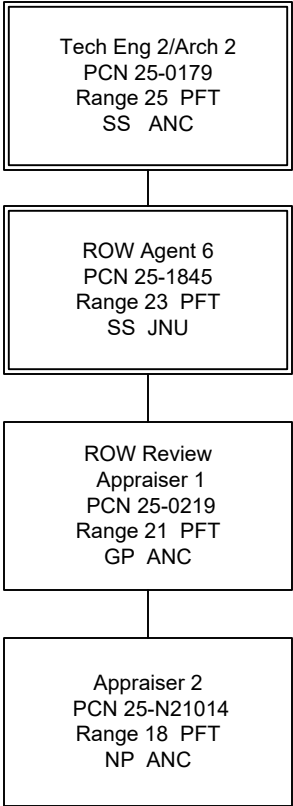 Tech Eng 2/Arch 2
PCN 25-0179
Range 25 PFT
SS ANC
ROW Agent 6
PCN 25-1845
Range 23 PFT
SS JNU
ROW Review
Appraiser 1
PCN 25-0219
Range 21 PFT
GP ANC
Appraiser 2
PCN 25-N21014
Range 18 PFT
NP ANC